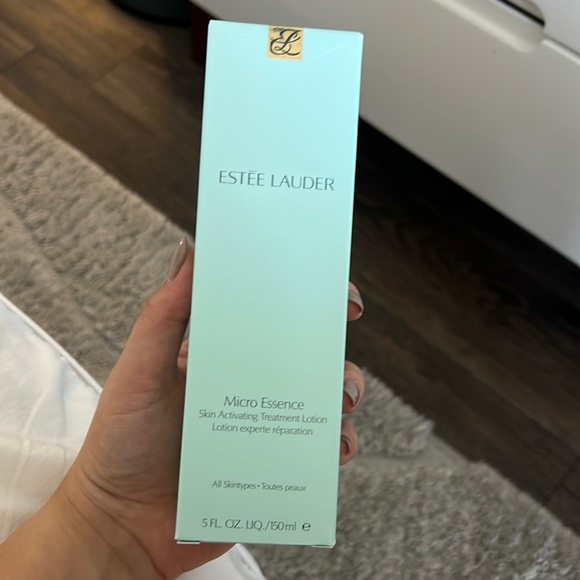 EL
ESTĒE LAUDER
Micro Essence
Skin Activating Treatment Lotion
Lotion experte réparation
All Skintypes • Toutes peaux
5 FL. OZ. LIQ./150 ml e